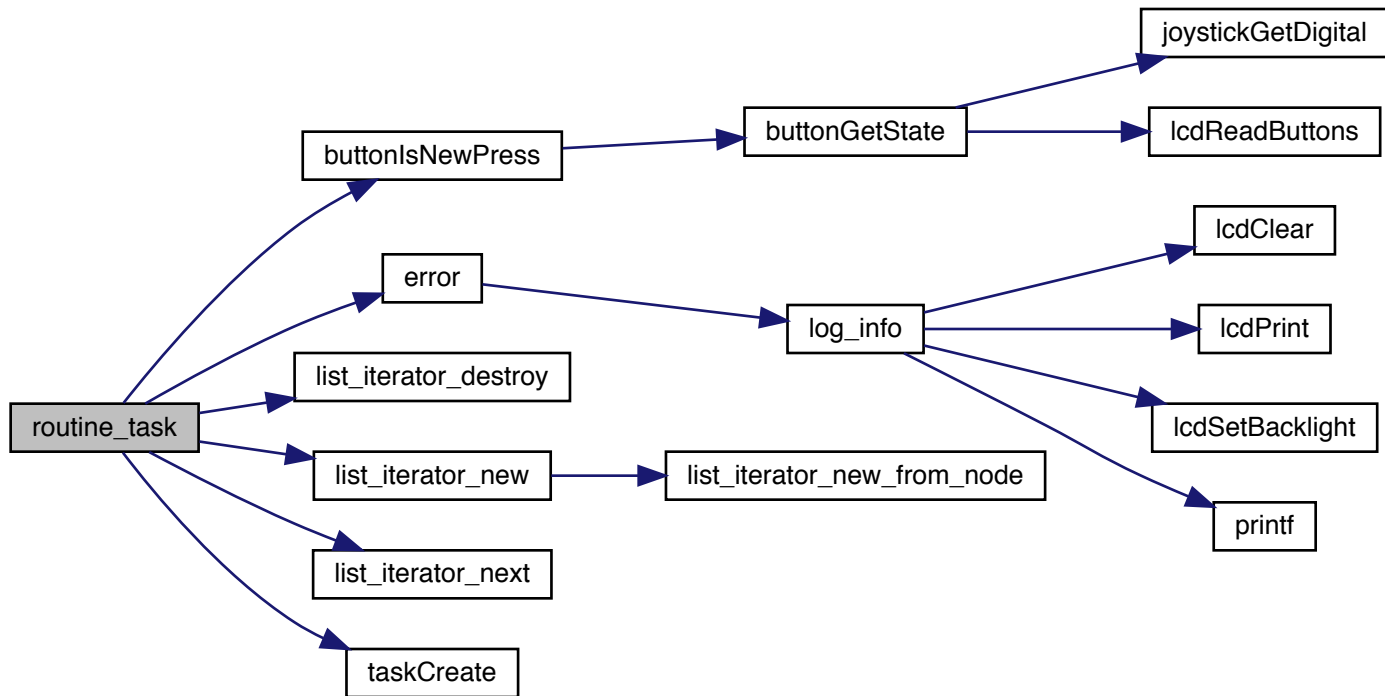 joystickGetDigital
buttonGetState
lcdReadButtons
buttonIsNewPress
lcdClear
error
log_info
lcdPrint
list_iterator_destroy
routine_task
lcdSetBacklight
list_iterator_new
list_iterator_new_from_node
printf
list_iterator_next
taskCreate